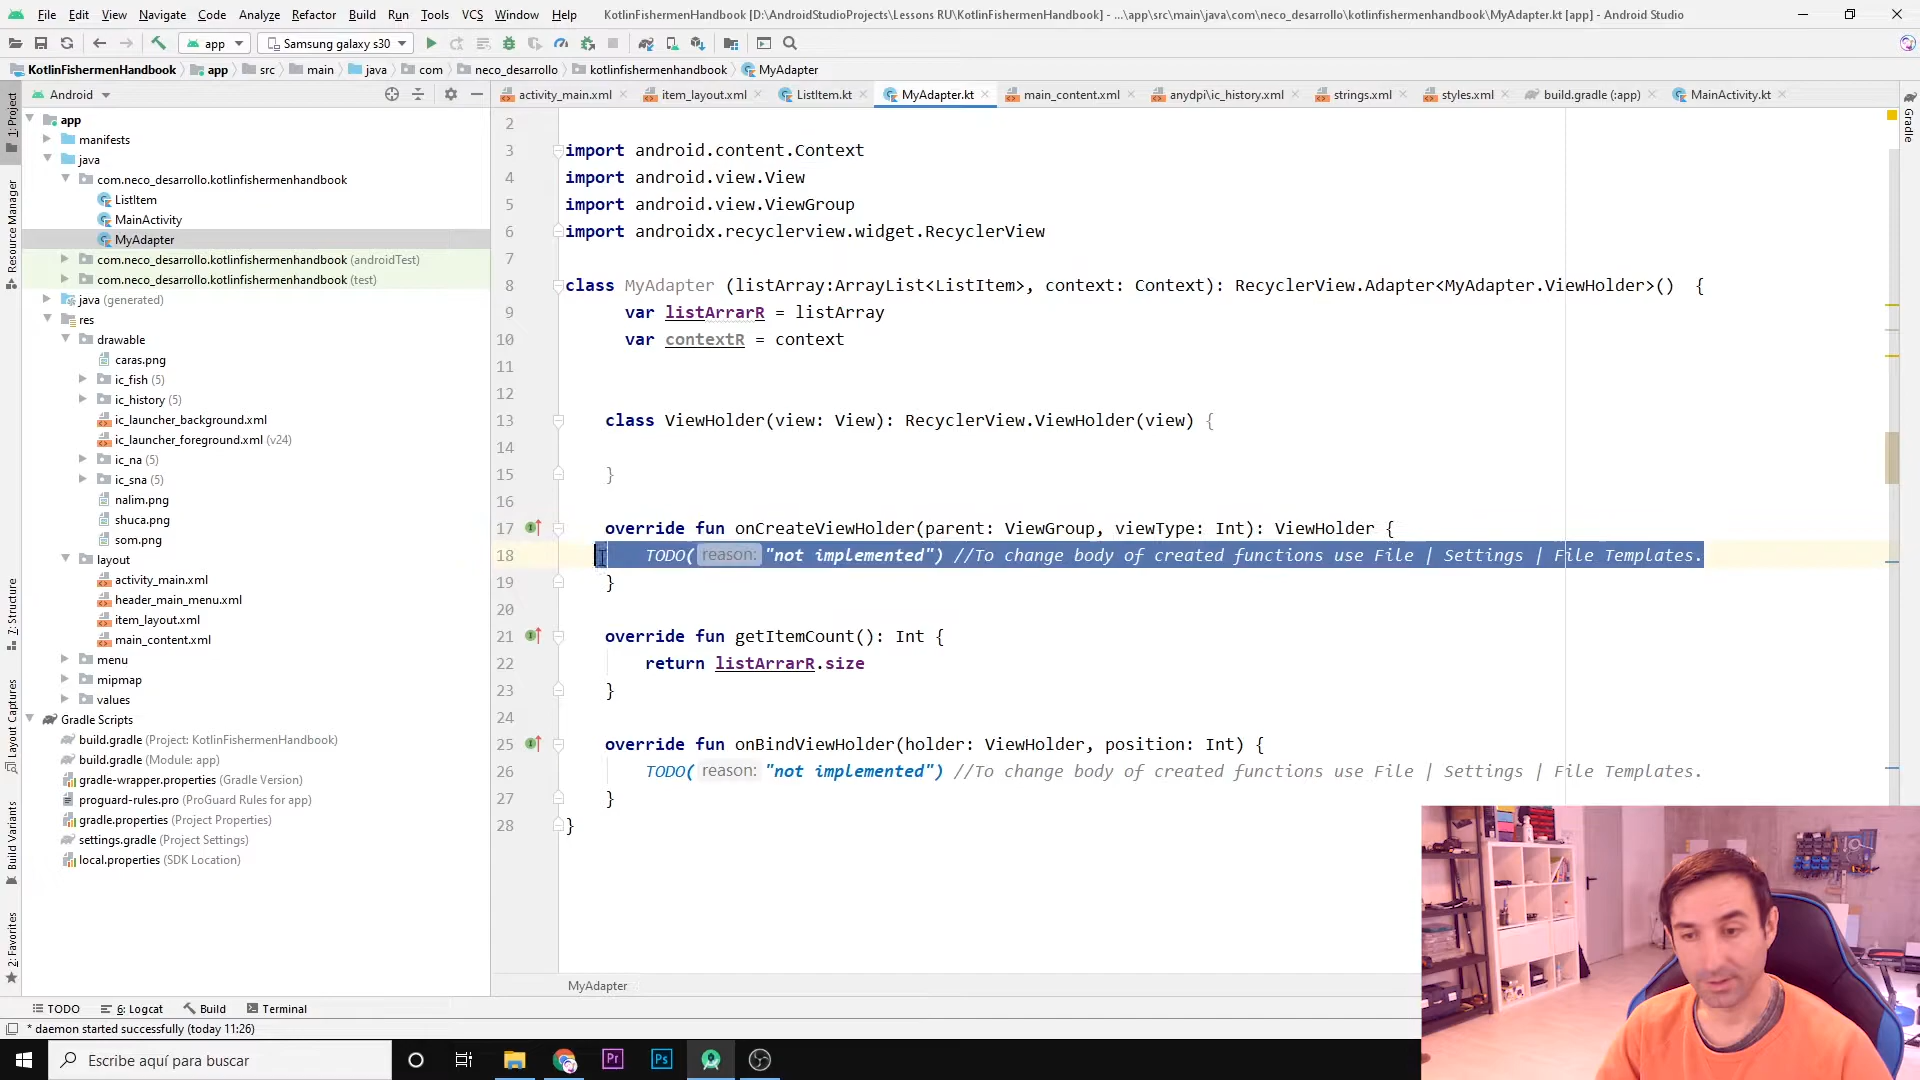 File Edit View Navigate Code Analyze Refactor Build Run Tools VCS Window Help KotlinFishermenHandbook [D:\AndroidStudioProjects\Lessons RU\KotlinFishermenHandbook] - ...\app\src\main\java\com\neco_desarrollo\kotlinfishermenhandbook\MyAdapter.kt [app] - Android Studio
app Samsung galaxy s30
KotlinFishermenHandbook app src main java com neco_desarrollo kotlinfishermenhandbook MyAdapter
Android
activity_main.xml item_layout.xml ListItem.kt MyAdapter.kt main_content.xml anydpi\ic_history.xml strings.xml styles.xml build.gradle (:app) MainActivity.kt
1: Project
Resource Manager
7: Structure
Layout Captures
Build Variants
2: Favorites
Gradle
app
manifests
java
com.neco_desarrollo.kotlinfishermenhandbook
ListItem
MainActivity
MyAdapter
com.neco_desarrollo.kotlinfishermenhandbook (androidTest)
com.neco_desarrollo.kotlinfishermenhandbook (test)
java (generated)
res
drawable
caras.png
ic_fish (5)
ic_history (5)
ic_launcher_background.xml
ic_launcher_foreground.xml (v24)
ic_na (5)
ic_sna (5)
nalim.png
shuca.png
som.png
layout
activity_main.xml
header_main_menu.xml
item_layout.xml
main_content.xml
menu
mipmap
values
Gradle Scripts
build.gradle (Project: KotlinFishermenHandbook)
build.gradle (Module: app)
gradle-wrapper.properties (Gradle Version)
proguard-rules.pro (ProGuard Rules for app)
gradle.properties (Project Properties)
settings.gradle (Project Settings)
local.properties (SDK Location)
2
3 import android.content.Context
4 import android.view.View
5 import android.view.ViewGroup
6 import androidx.recyclerview.widget.RecyclerView
7
8 class MyAdapter (listArray:ArrayList<ListItem>, context: Context): RecyclerView.Adapter<MyAdapter.ViewHolder>() {
9 var listArrarR = listArray
10 var contextR = context
11
12
13 class ViewHolder(view: View): RecyclerView.ViewHolder(view) {
14
15 }
16
17 override fun onCreateViewHolder(parent: ViewGroup, viewType: Int): ViewHolder {
18 TODO( reason: "not implemented") //To change body of created functions use File | Settings | File Templates.
19 }
20
21 override fun getItemCount(): Int {
22 return listArrarR.size
23 }
24
25 override fun onBindViewHolder(holder: ViewHolder, position: Int) {
26 TODO( reason: "not implemented") //To change body of created functions use File | Settings | File Templates.
27 }
28 }
MyAdapter
TODO 6: Logcat Build Terminal
* daemon started successfully (today 11:26)
Escribe aquí para buscar
Pr Ps